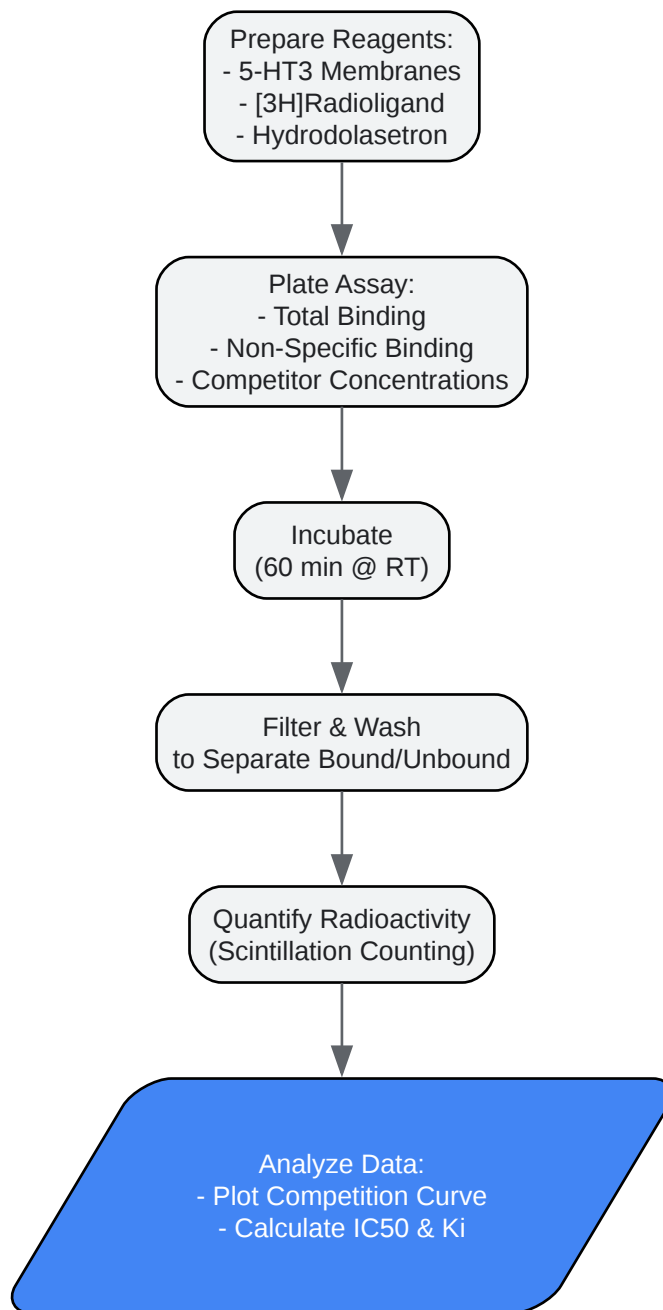 Prepare Reagents:
- 5-HT3 Membranes
- [3H]Radioligand
- Hydrodolasetron
Plate Assay:
- Total Binding
- Non-Specific Binding
- Competitor Concentrations
Incubate
(60 min @ RT)
Filter & Wash
to Separate Bound/Unbound
Quantify Radioactivity
(Scintillation Counting)
Analyze Data:
- Plot Competition Curve
- Calculate IC50 & Ki